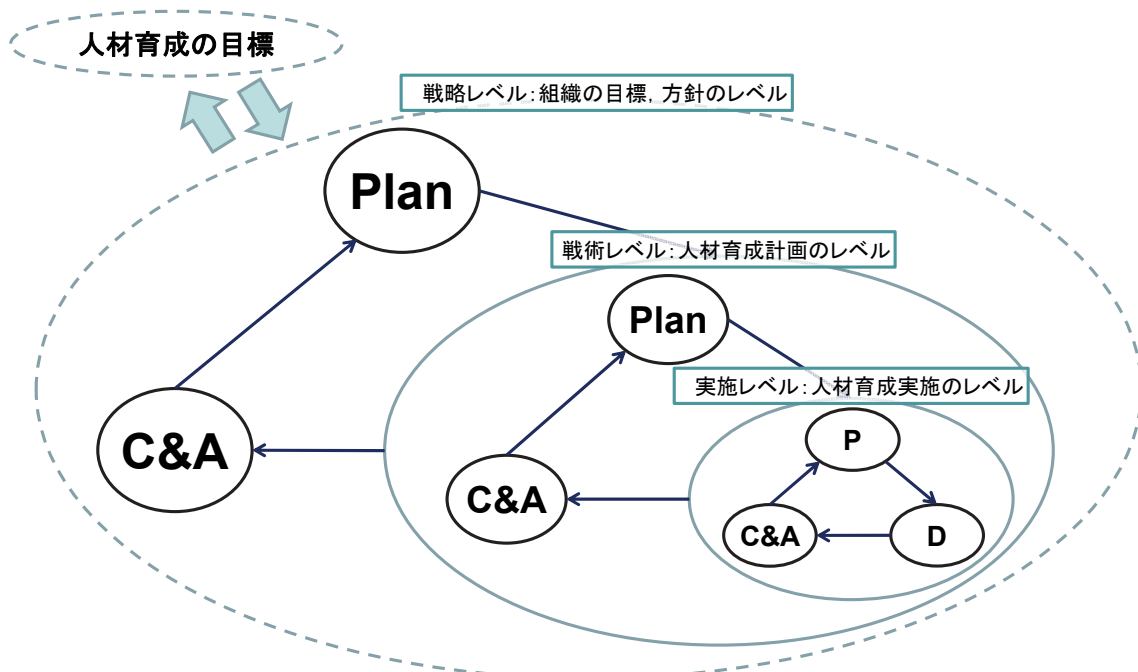 人材育成の目標
戦略レベル:組織の目標, 方針のレベル
Plan
戦術レベル:人材育成計画のレベル
Plan
実施レベル:人材育成実施のレベル
P
C&A
C&A
C&A
D